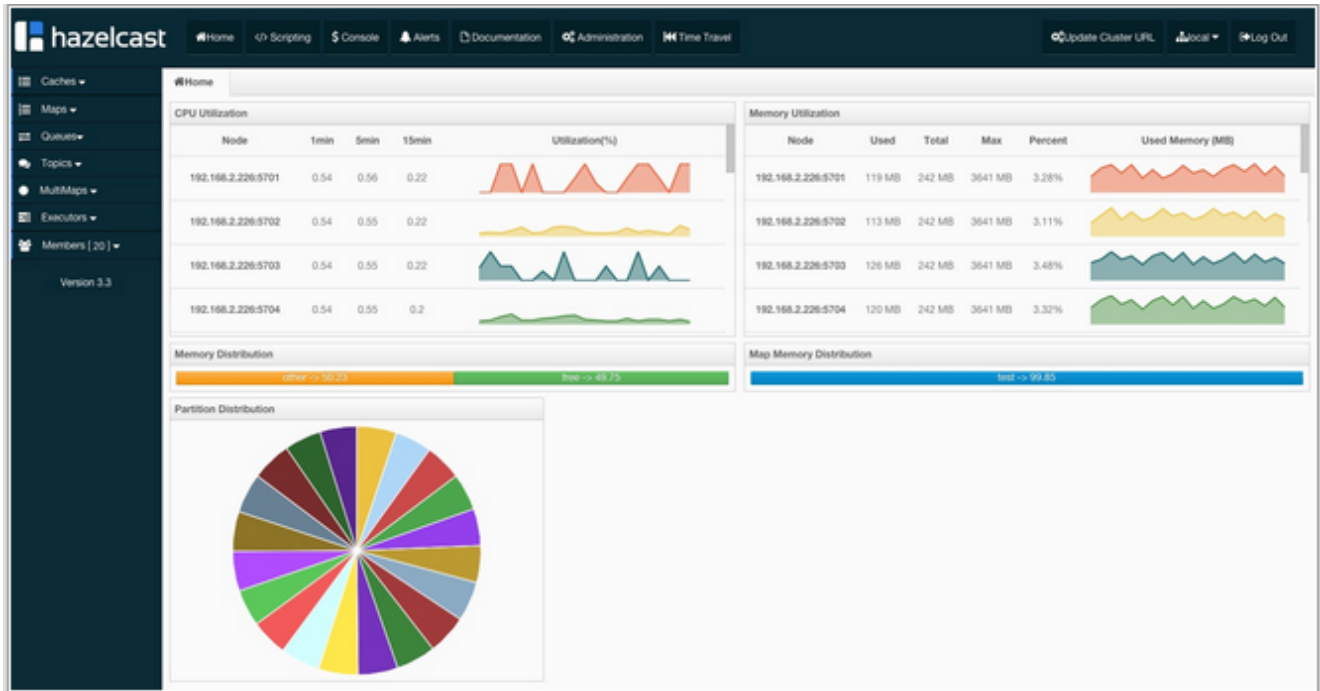 hazelcast Home </> Scripting $ Console Alerts Documentation Administration Time Travel Update Cluster URL local Log Out
Caches
Maps
Queues
Topics
MultiMaps
Executors
Members [ 20 ]
Version 3.3
Home
CPU Utilization
Node 1min 5min 15min Utilization(%)
192.168.2.226:5701 0.54 0.56 0.22
192.168.2.226:5702 0.54 0.55 0.22
192.168.2.226:5703 0.54 0.55 0.22
192.168.2.226:5704 0.54 0.55 0.2
Memory Utilization
Node Used Total Max Percent Used Memory (MB)
192.168.2.226:5701 119 MB 242 MB 3641 MB 3.28%
192.168.2.226:5702 113 MB 242 MB 3641 MB 3.11%
192.168.2.226:5703 126 MB 242 MB 3641 MB 3.48%
192.168.2.226:5704 120 MB 242 MB 3641 MB 3.32%
Memory Distribution
other -> 50.23 free -> 49.75
Map Memory Distribution
test -> 99.85
Partition Distribution